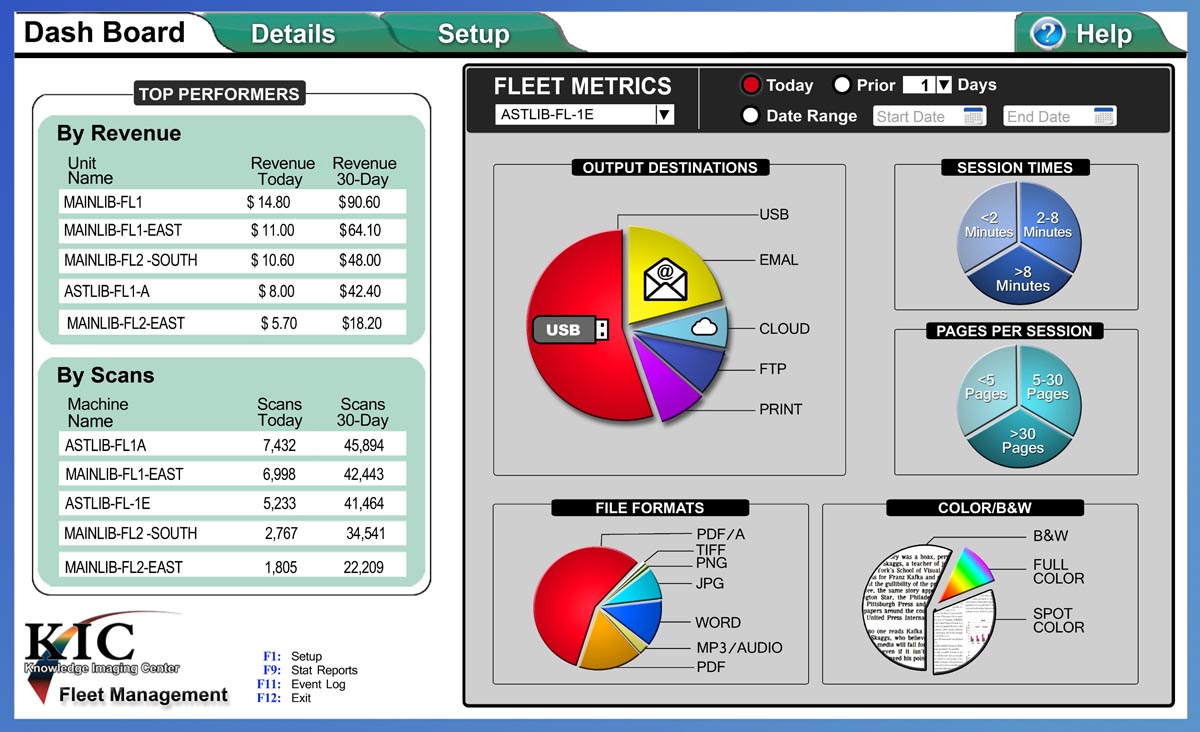 Dash Board
Details
Setup
Help
TOP PERFORMERS
By Revenue
Unit Name Revenue Today Revenue 30-Day
MAINLIB-FL1 $ 14.80 $90.60
MAINLIB-FL1-EAST $ 11.00 $64.10
MAINLIB-FL2 -SOUTH $ 10.60 $48.00
ASTLIB-FL1-A $ 8.00 $42.40
MAINLIB-FL2-EAST $ 5.70 $18.20
By Scans
Machine Name Scans Today Scans 30-Day
ASTLIB-FL1A 7,432 45,894
MAINLIB-FL1-EAST 6,998 42,443
ASTLIB-FL-1E 5,233 41,464
MAINLIB-FL2 -SOUTH 2,767 34,541
MAINLIB-FL2-EAST 1,805 22,209
KIC
Knowledge Imaging Center
Fleet Management
F1: Setup
F9: Stat Reports
F11: Event Log
F12: Exit
FLEET METRICS
ASTLIB-FL-1E
Today Prior 1 Days
Date Range Start Date End Date
OUTPUT DESTINATIONS
USB
EMAL
CLOUD
FTP
PRINT
USB
@
SESSION TIMES
<2 Minutes
2-8 Minutes
>8 Minutes
PAGES PER SESSION
<5 Pages
5-30 Pages
>30 Pages
FILE FORMATS
PDF/A
TIFF
PNG
JPG
WORD
MP3/AUDIO
PDF
COLOR/B&W
B&W
FULL COLOR
SPOT COLOR